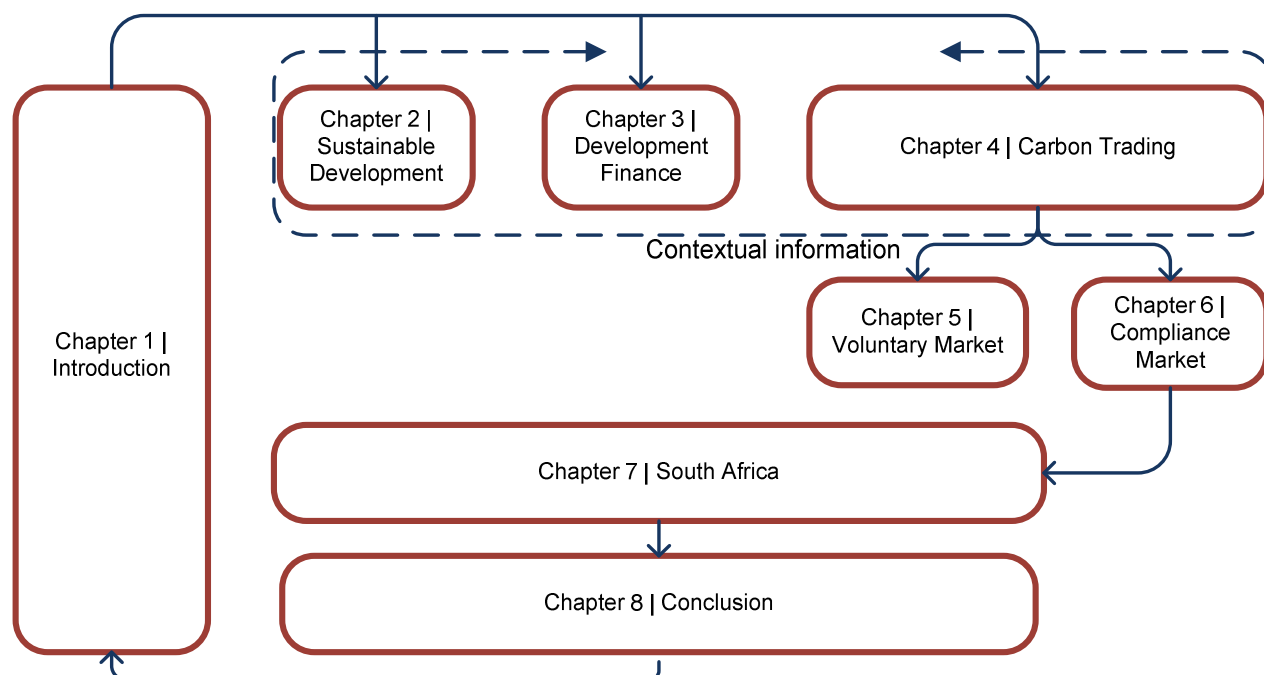 Chapter 1 |
Introduction
Chapter 2 |
Sustainable
Development
Chapter 3 |
Development
Finance
Chapter 4 | Carbon Trading
Contextual information
Chapter 5 |
Voluntary Market
Chapter 6 |
Compliance
Market
Chapter 7 | South Africa
Chapter 8 | Conclusion